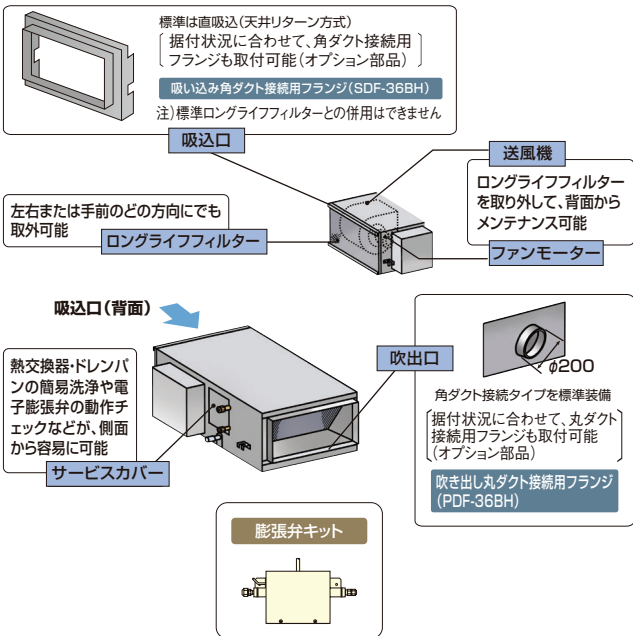 標準は直吸込(天井リターン方式)
据付状況に合わせて、角ダクト接続用
フランジも取付可能(オプション部品)
吸い込み角ダクト接続用フランジ(SDF-36BH)
注)標準ロングライフフィルターとの併用はできません
吸込口
送風機
ロングライフフィルター
を取り外して、背面から
メンテナンス可能
ファンモーター
左右または手前のどの方向にでも
取外可能
ロングライフフィルター
吸込口(背面)
吹出口
φ200
角ダクト接続タイプを標準装備
据付状況に合わせて、丸ダクト
接続用フランジも取付可能
(オプション部品)
吹き出し丸ダクト接続用フランジ
(PDF-36BH)
熱交換器・ドレンパ
ンの簡易洗浄や電
子膨張弁の動作チ
ェックなどが、側面
から容易に可能
サービスカバー
膨張弁キット